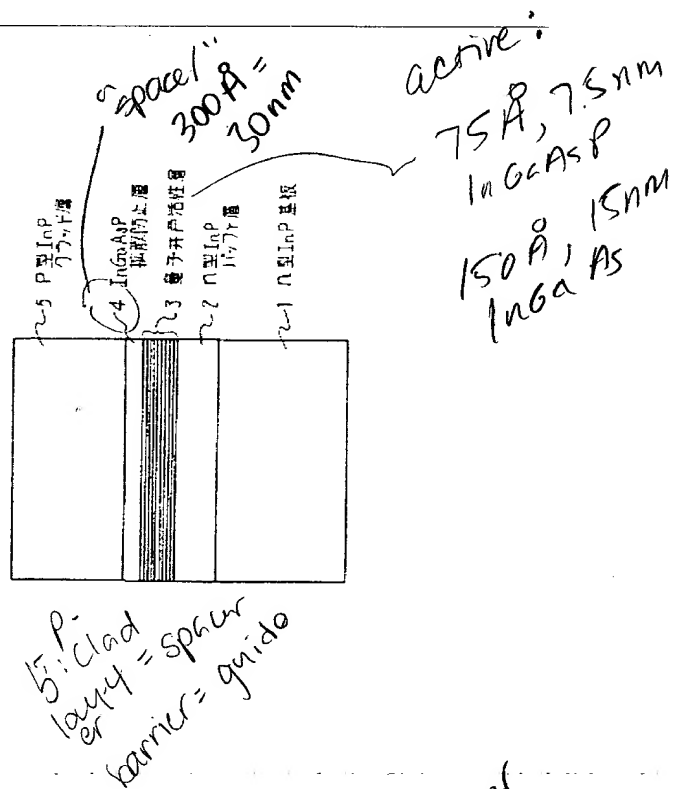 "space/"
300Å =
30nm
active:
75Å, 7.5nm
InGaAsP
150Å, 15nm
InGaAs
5 P型InP
クラッド層
4 InGaAsP
拡散防止層
3 量子井戸活性層
2 n型InP
バッファ層
1 n型InP基板
P-
5: Clad
4 = spacer
layer
barrier = guide